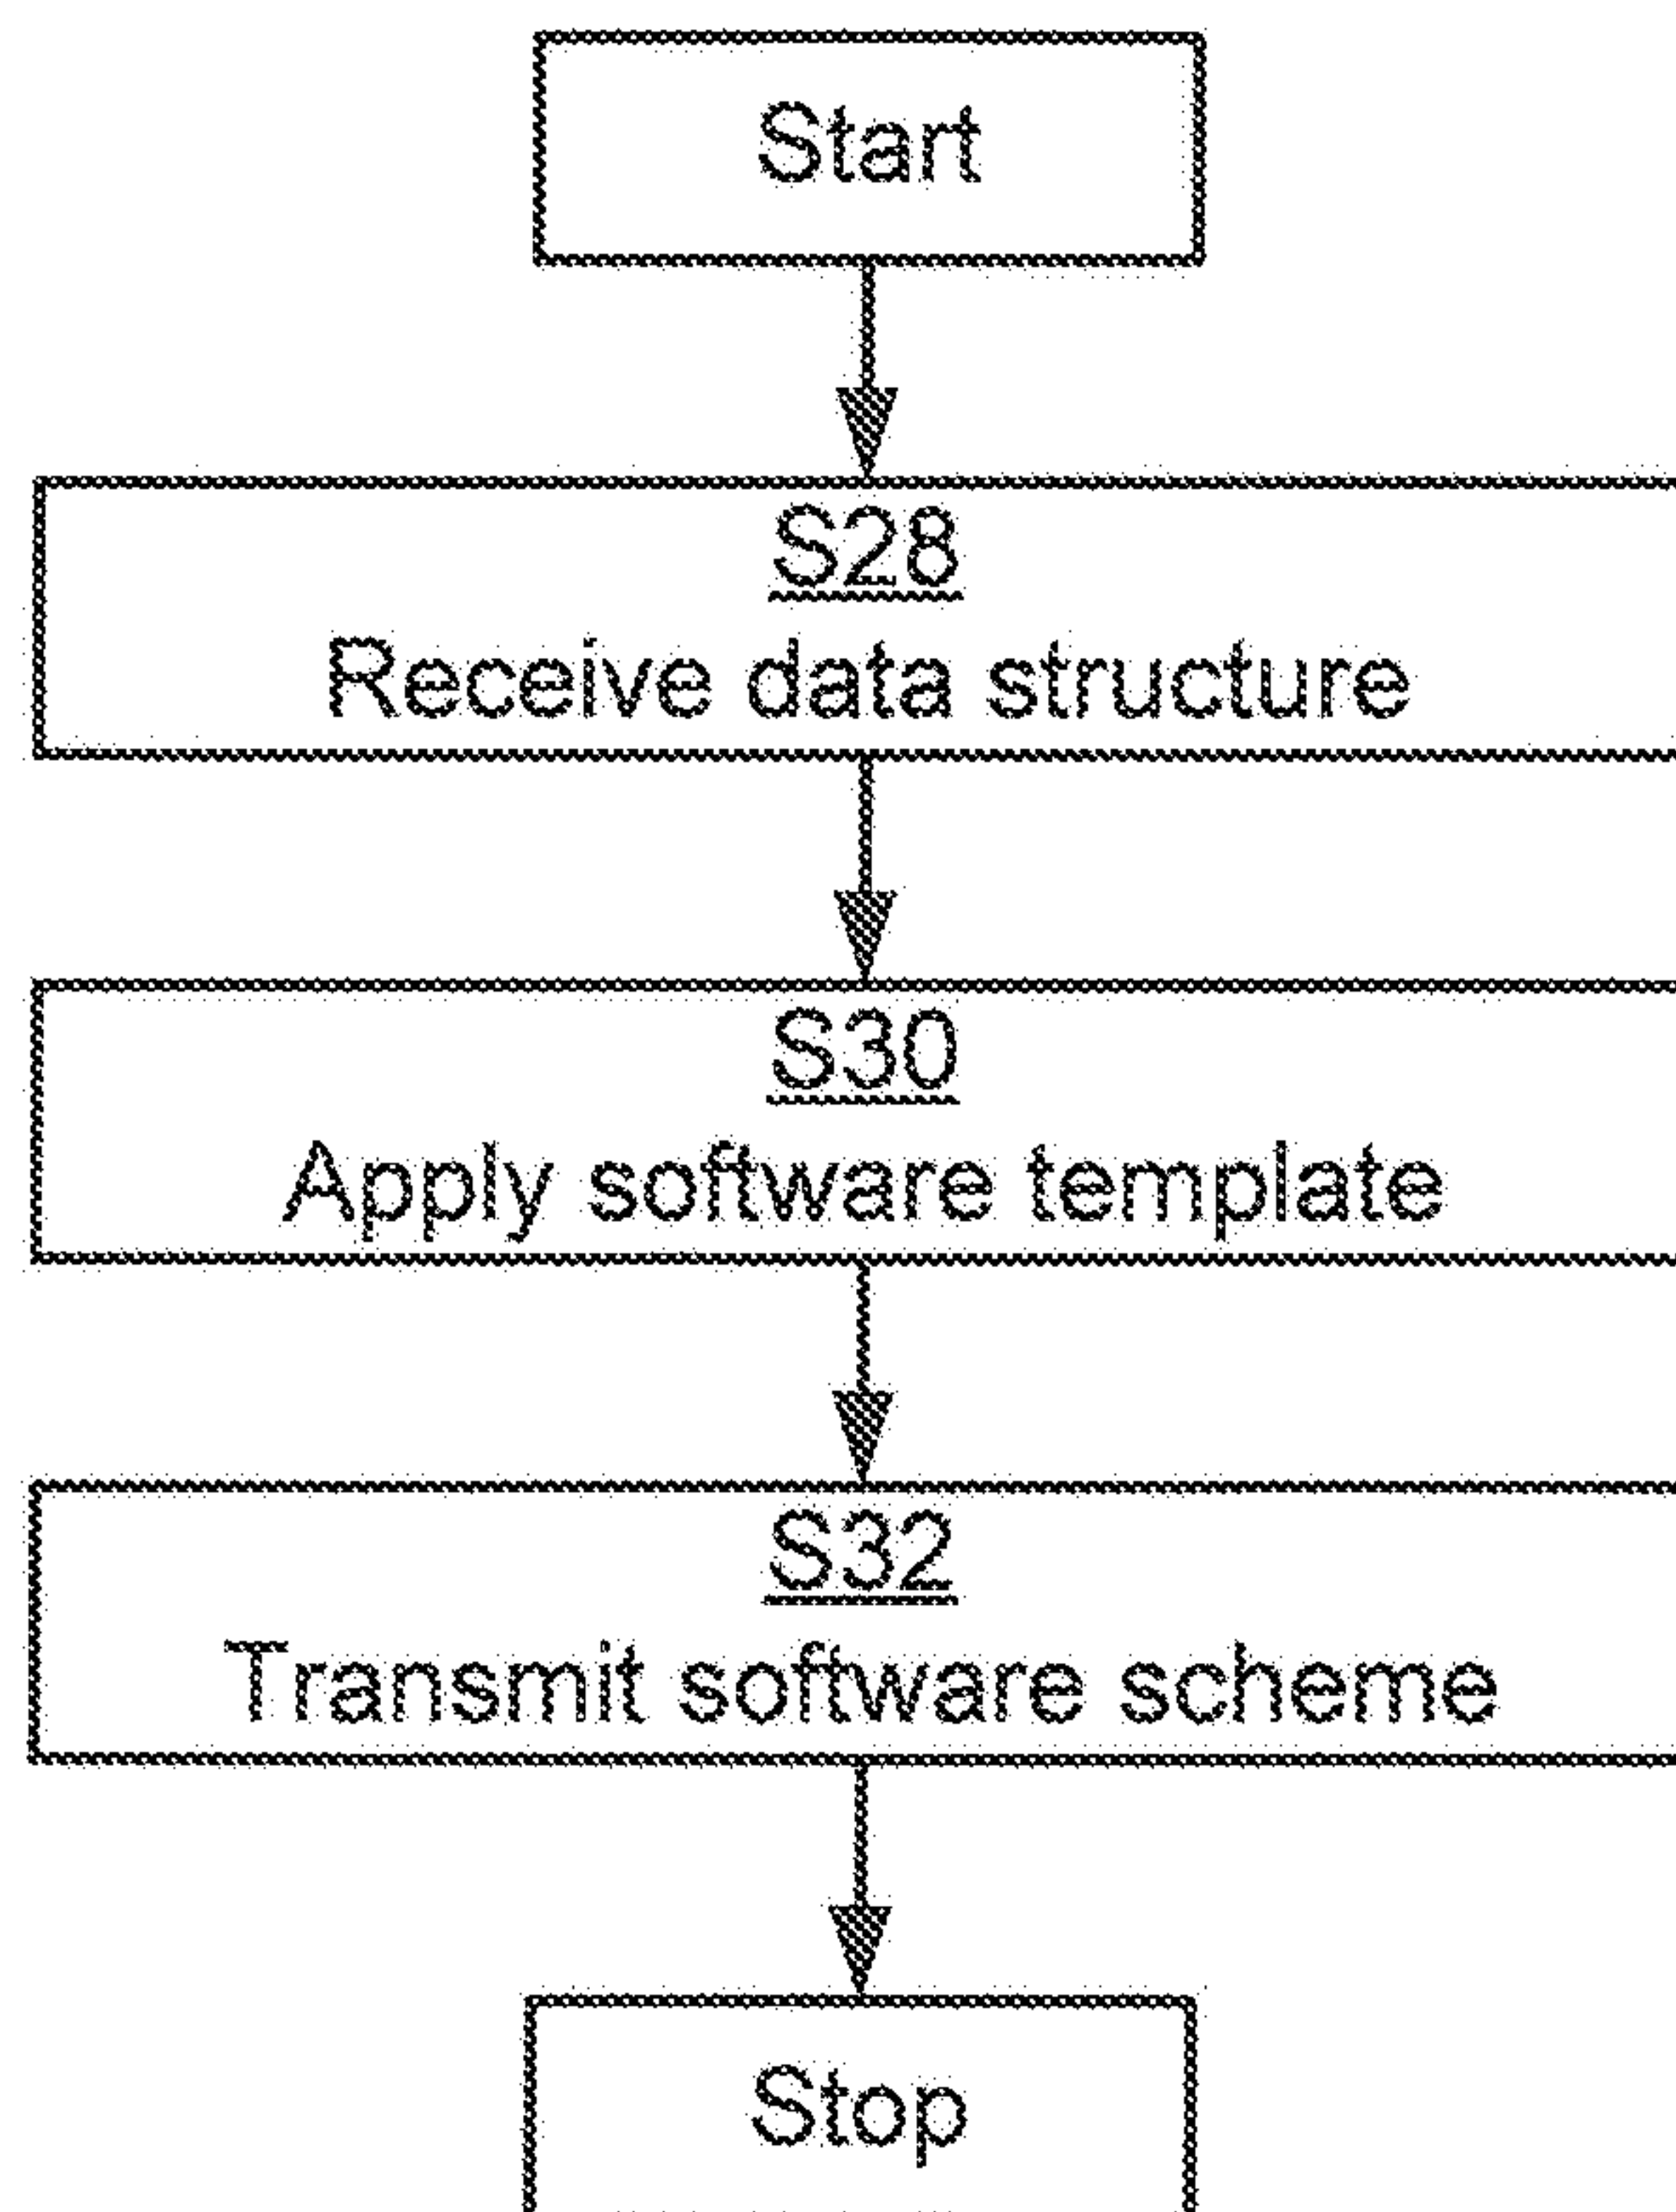 Start
S28
Receive data structure
S30
Apply software template
S32
Transmit software scheme
Stop